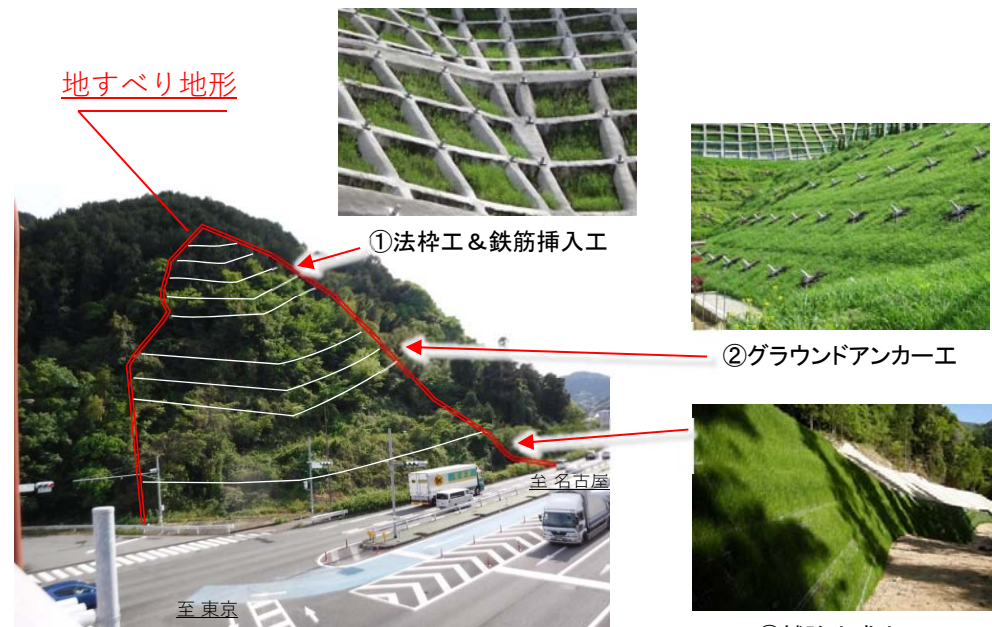 地すべり地形
①法枠工＆鉄筋挿入工
②グラウンドアンカー工
至 名古屋
至 東京